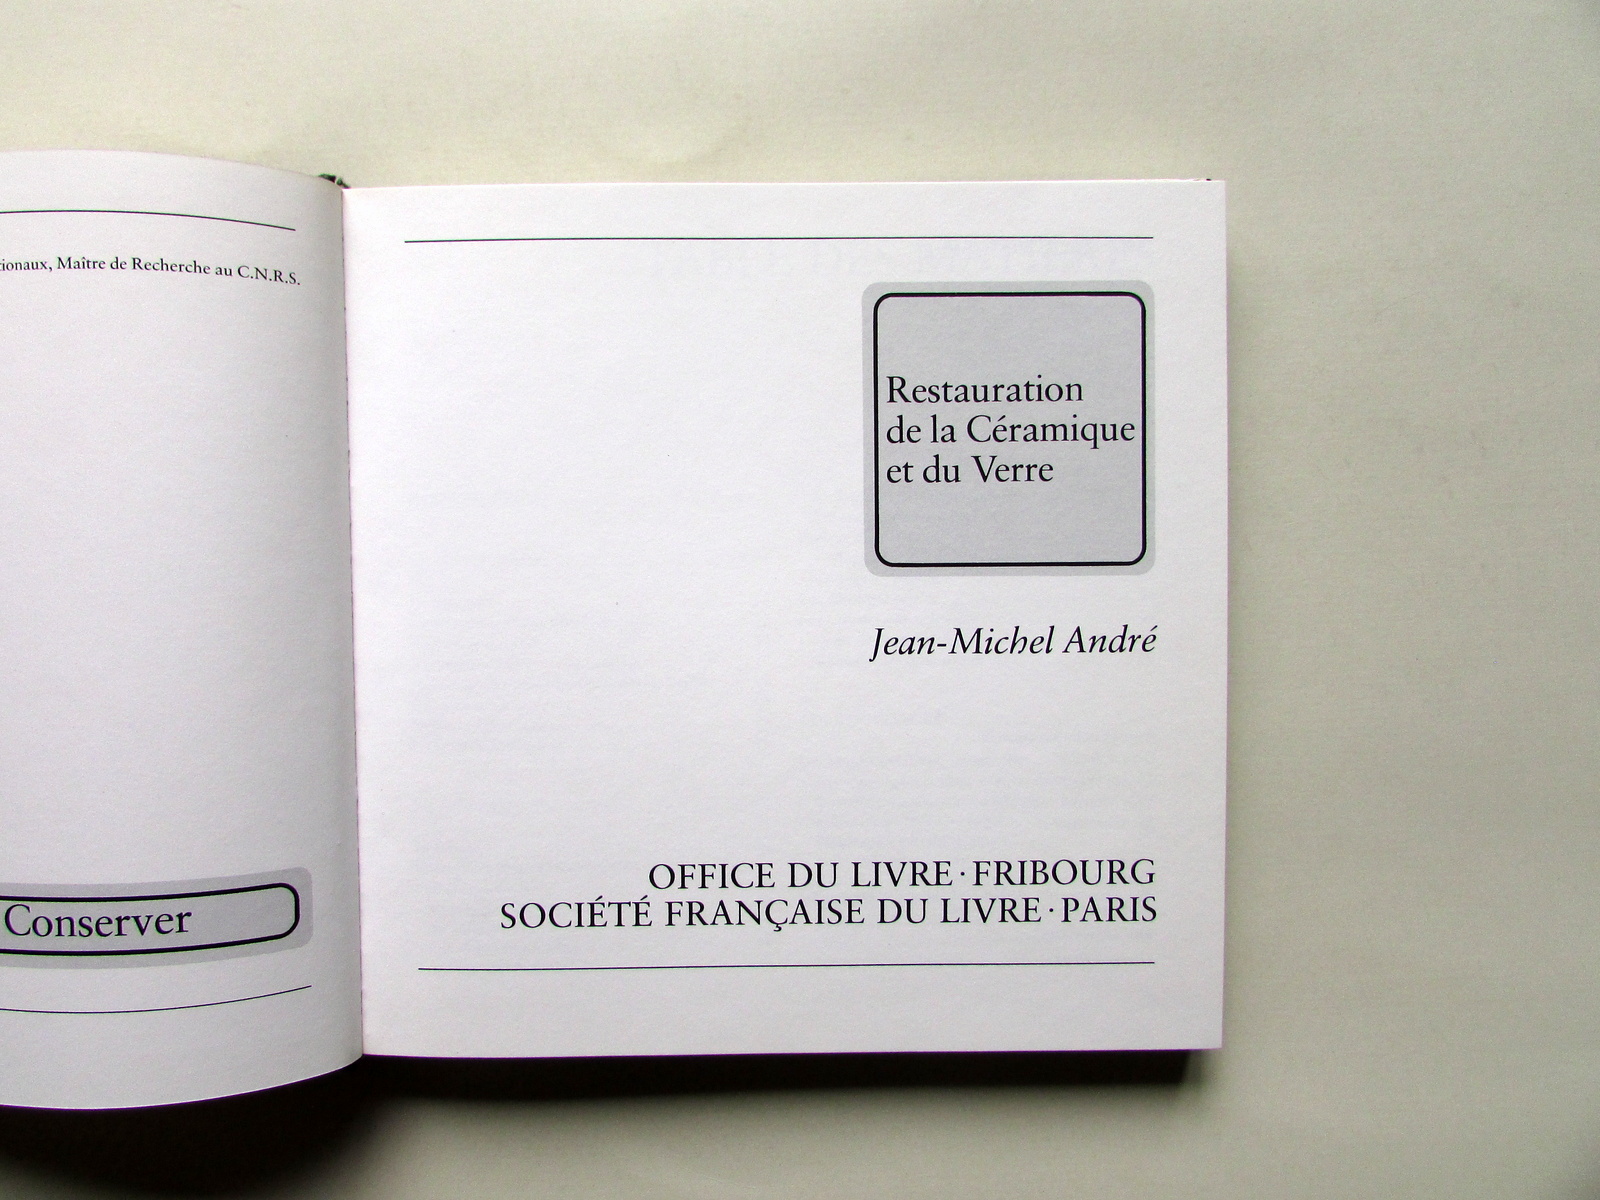 Maître de Recherche au C.N.R.S.
Conserver
Restauration
de la Céramique
et du Verre
Jean-Michel André
OFFICE DU LIVRE · FRIBOURG
SOCIÉTÉ FRANÇAISE DU LIVRE · PARIS